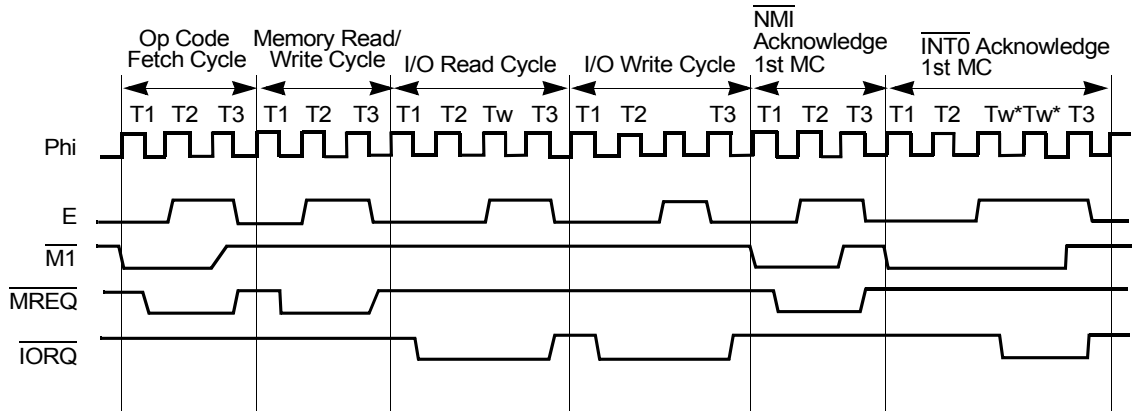 Op Code
Fetch Cycle
Memory Read/
Write Cycle
I/O Read Cycle
I/O Write Cycle
NMI
Acknowledge
1st MC
INT0 Acknowledge
1st MC
T1 T2 T3 T1 T2 T3 T1 T2 Tw T3 T1 T2 T3 T1 T2 T3 T1 T2 Tw*Tw* T3
Phi
E
M1
MREQ
IORQ